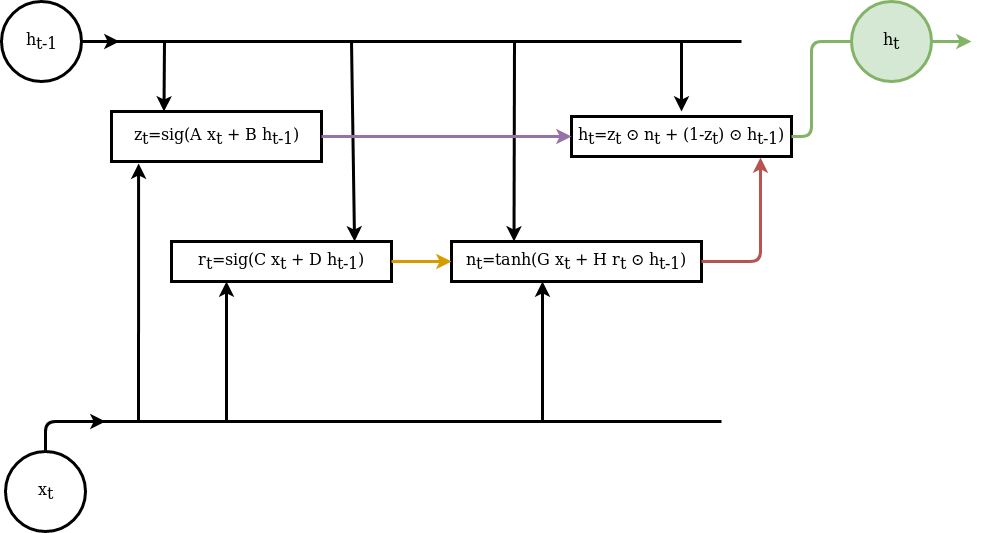 ht-1
ht
zt=sig(A xt + B ht-1)
ht=zt ⊙ nt + (1-zt) ⊙ ht-1)
rt=sig(C xt + D ht-1)
nt=tanh(G xt + H rt ⊙ ht-1)
xt